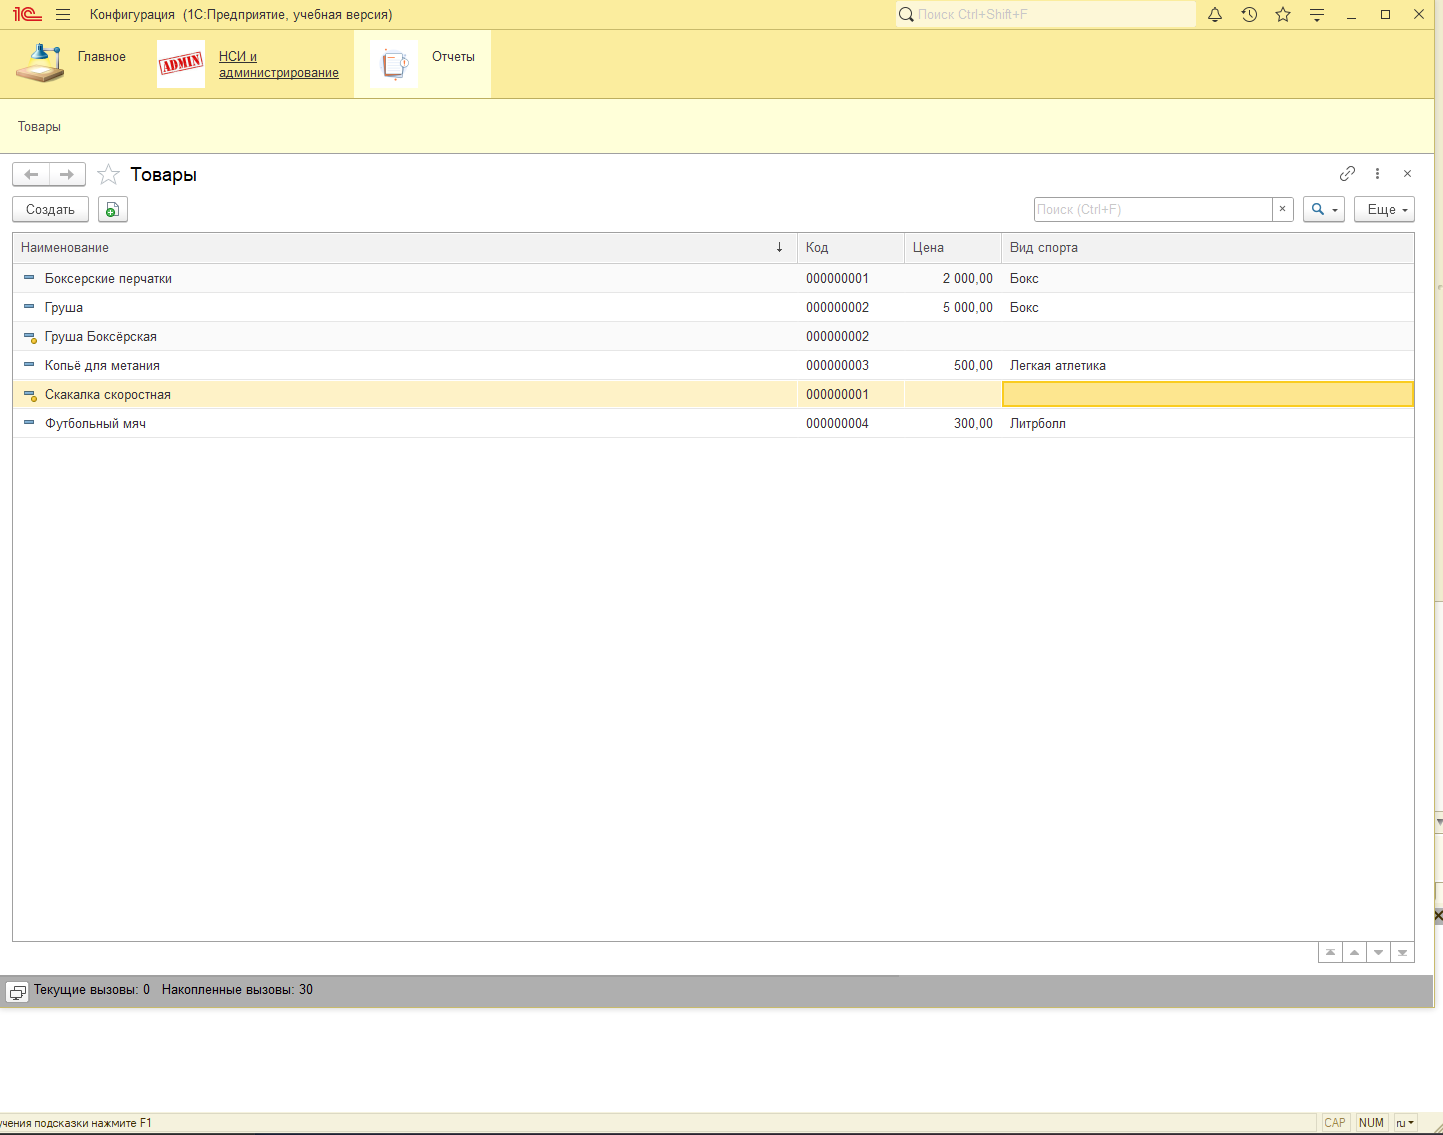 1С Конфигурация (1С:Предприятие, учебная версия) Поиск Ctrl+Shift+F
Главное
ADMIN
НСИ и
администрирование
Отчеты
Товары
Товары
Создать Поиск (Ctrl+F) × Еще
Наименование ↓ Код Цена Вид спорта
Боксерские перчатки 000000001 2 000,00 Бокс
Груша 000000002 5 000,00 Бокс
Груша Боксёрская 000000002
Копьё для метания 000000003 500,00 Легкая атлетика
Скакалка скоростная 000000001
Футбольный мяч 000000004 300,00 Литрболл
Текущие вызовы: 0 Накопленные вызовы: 30
учения подсказки нажмите F1 CAP NUM ru